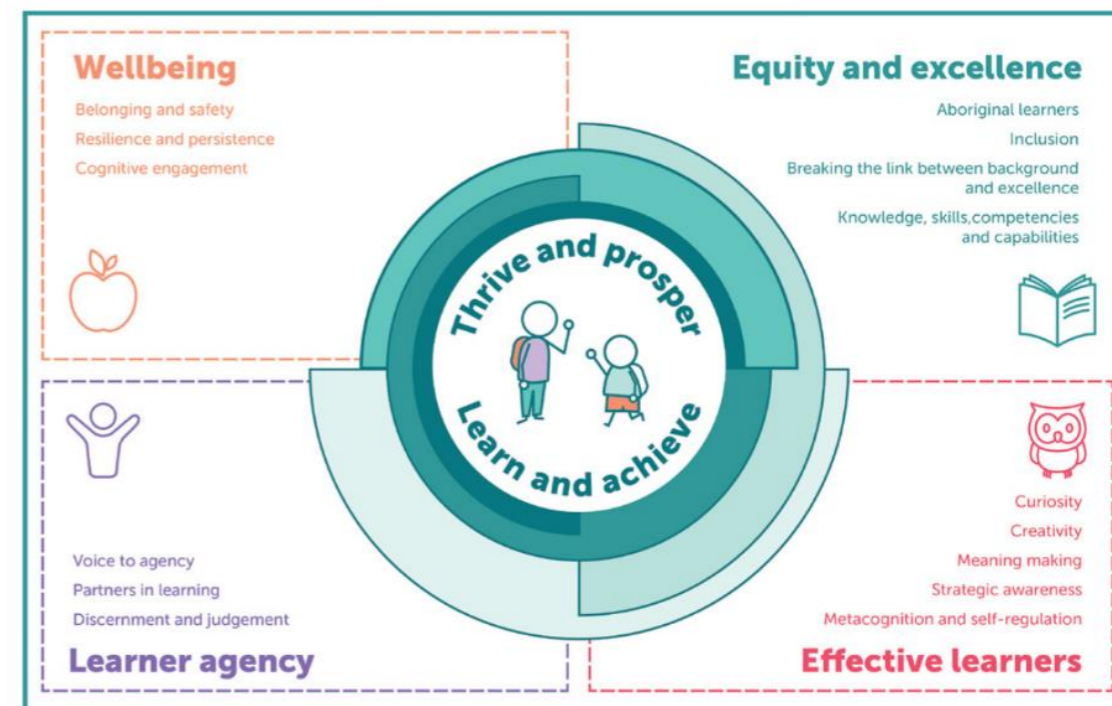 Wellbeing
Belonging and safety
Resilience and persistence
Cognitive engagement
Equity and excellence
Aboriginal learners
Inclusion
Breaking the link between background
and excellence
Knowledge, skills,competencies
and capabilities
Thrive and prosper
Learn and achieve
Voice to agency
Partners in learning
Discernment and judgement
Learner agency
Curiosity
Creativity
Meaning making
Strategic awareness
Metacognition and self-regulation
Effective learners